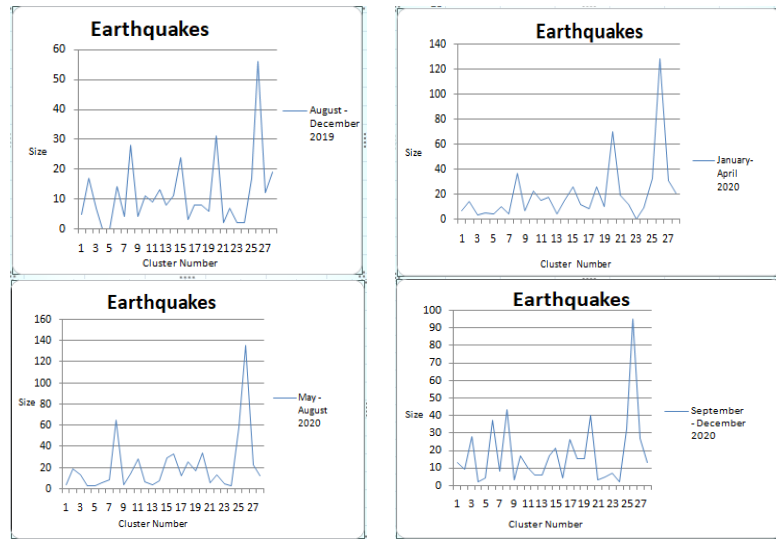 Earthquakes
60
50
40
30
20
10
0
Size
1 3 5 7 9 11 13 15 17 19 21 23 25 27
Cluster Number
August -
December
2019
Earthquakes
140
120
100
80
60
40
20
0
Size
1 3 5 7 9 11 13 15 17 19 21 23 25 27
Cluster Number
January-
April
2020
Earthquakes
160
140
120
100
80
60
40
20
0
Size
1 3 5 7 9 11 13 15 17 19 21 23 25 27
Cluster Number
May -
August
2020
Earthquakes
100
90
80
70
60
50
40
30
20
10
0
Size
1 3 5 7 9 11 13 15 17 19 21 23 25 27
Cluster Number
September
- December
2020